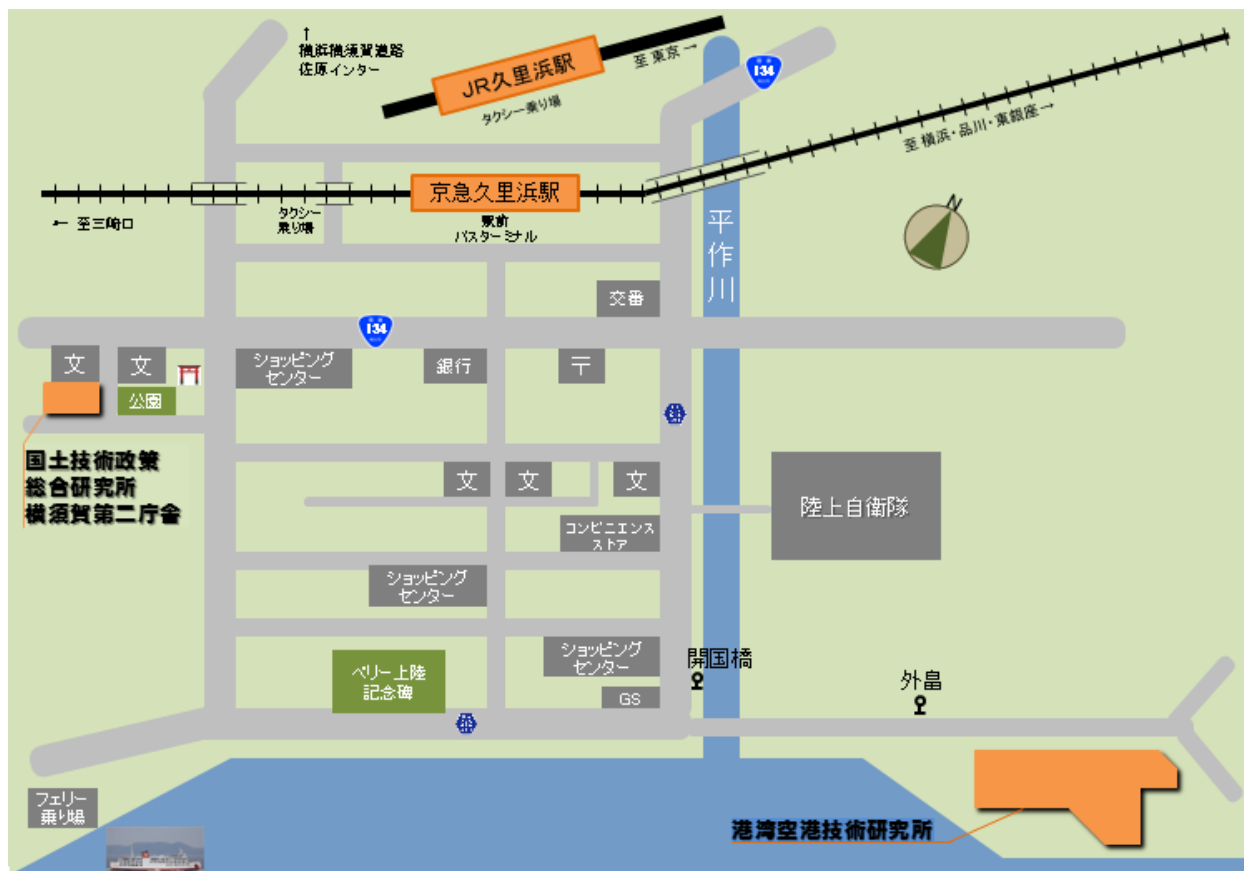 ↑
横浜横須賀道路
佐原インター
JR久里浜駅
至 東京→
タクシー乗り場
134
至 横浜・品川・東銀座→
京急久里浜駅
← 至三崎口
タクシー
乗り場
駅前
バスターミナル
N
平作川
交番
134
文
文
公園
ショッピング
センター
銀行
〒
国土技術政策
総合研究所
横須賀第二庁舎
文
文
文
陸上自衛隊
コンビニエンス
ストア
ショッピング
センター
ショッピング
センター
開国橋
ペリー上陸
記念碑
外畠
GS
フェリー
乗り場
港湾空港技術研究所